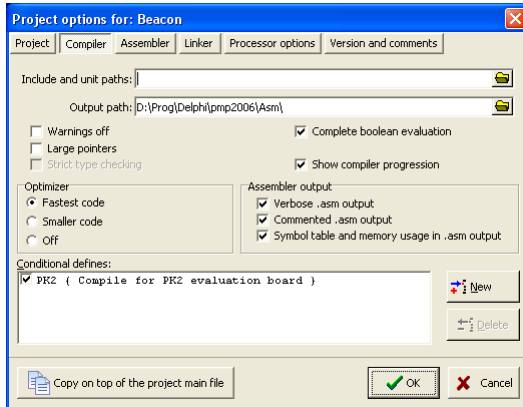 Project options for: Beacon
Project Compiler Assembler Linker Processor options Version and comments
Include and unit paths:
Output path: D:\Prog\Delphi\pmp2006\Asm\
Warnings off Complete boolean evaluation
Large pointers
Strict type checking Show compiler progression
Optimizer Assembler output
Fastest code Verbose .asm output
Smaller code Commented .asm output
Off Symbol table and memory usage in .asm output
Conditional defines:
PK2 { Compile for PK2 evaluation board }
New
Delete
Copy on top of the project main file OK Cancel